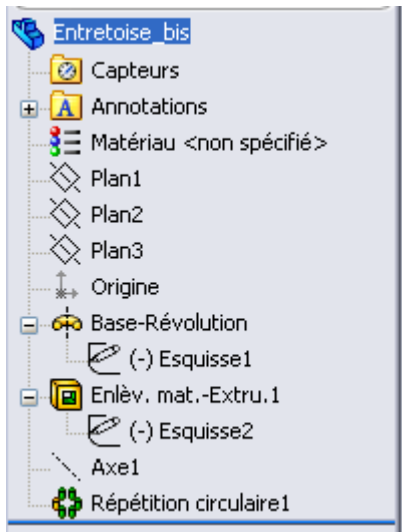 Entretoise_bis
Capteurs
Annotations
Matériau <non spécifié>
Plan1
Plan2
Plan3
Origine
Base-Révolution
(-) Esquisse1
Enlèv. mat.-Extru.1
(-) Esquisse2
Axe1
Répétition circulaire1